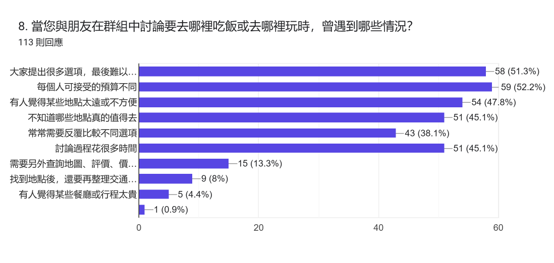 8. 當您與朋友在群組中討論要去哪裡吃飯或去哪裡玩時，曾遇到哪些情況？
113 則回應
大家提出很多選項，最後難以... 58 (51.3%)
每個人可接受的預算不同 59 (52.2%)
有人覺得某些地點太遠或不方便 54 (47.8%)
不知道哪些地點真的值得去 51 (45.1%)
常常需要反覆比較不同選項 43 (38.1%)
討論過程花很多時間 51 (45.1%)
需要另外查詢地圖、評價、價... 15 (13.3%)
找到地點後，還要再整理交通... 9 (8%)
有人覺得某些餐廳或行程太貴 5 (4.4%)
1 (0.9%)
0 20 40 60